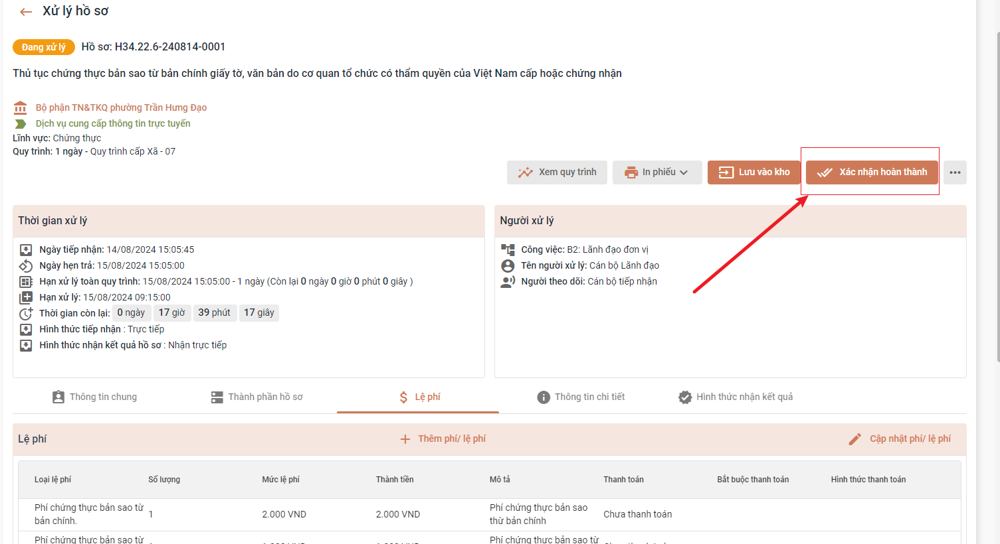 Xử lý hồ sơ
Đang xử lý Hồ sơ: H34.22.6-240814-0001
Thủ tục chứng thực bản sao từ bản chính giấy tờ, văn bản do cơ quan tổ chức có thẩm quyền của Việt Nam cấp hoặc chứng nhận
Bộ phận TN&TKQ phường Trần Hưng Đạo
Dịch vụ cung cấp thông tin trực tuyến
Lĩnh vực: Chứng thực
Quy trình: 1 ngày - Quy trình cấp Xã - 07
Xem quy trình In phiếu Lưu vào kho Xác nhận hoàn thành
Thời gian xử lý
Ngày tiếp nhận: 14/08/2024 15:05:45
Ngày hẹn trả: 15/08/2024 15:05:00
Hạn xử lý toàn quy trình: 15/08/2024 15:05:00 - 1 ngày (Còn lại 0 ngày 0 giờ 0 phút 0 giây )
Hạn xử lý: 15/08/2024 09:15:00
Thời gian còn lại: 0 ngày 17 giờ 39 phút 17 giây
Hình thức tiếp nhận : Trực tiếp
Hình thức nhận kết quả hồ sơ : Nhận trực tiếp
Người xử lý
Công việc: B2: Lãnh đạo đơn vị
Tên người xử lý: Cán bộ Lãnh đạo
Người theo dõi: Cán bộ tiếp nhận
Thông tin chung Thành phần hồ sơ Lệ phí Thông tin chi tiết Hình thức nhận kết quả
Lệ phí Thêm phí/ lệ phí Cập nhật phí/ lệ phí
Loại lệ phí Số lượng Mức lệ phí Thành tiền Mô tả Thanh toán Bắt buộc thanh toán Hình thức thanh toán
Phí chứng thực bản sao từ bản chính. 1 2.000 VND 2.000 VND Phí chứng thực bản sao thừ bản chính Chưa thanh toán
Phí chứng thực bản sao từ Phí chứng thực bản sao từ